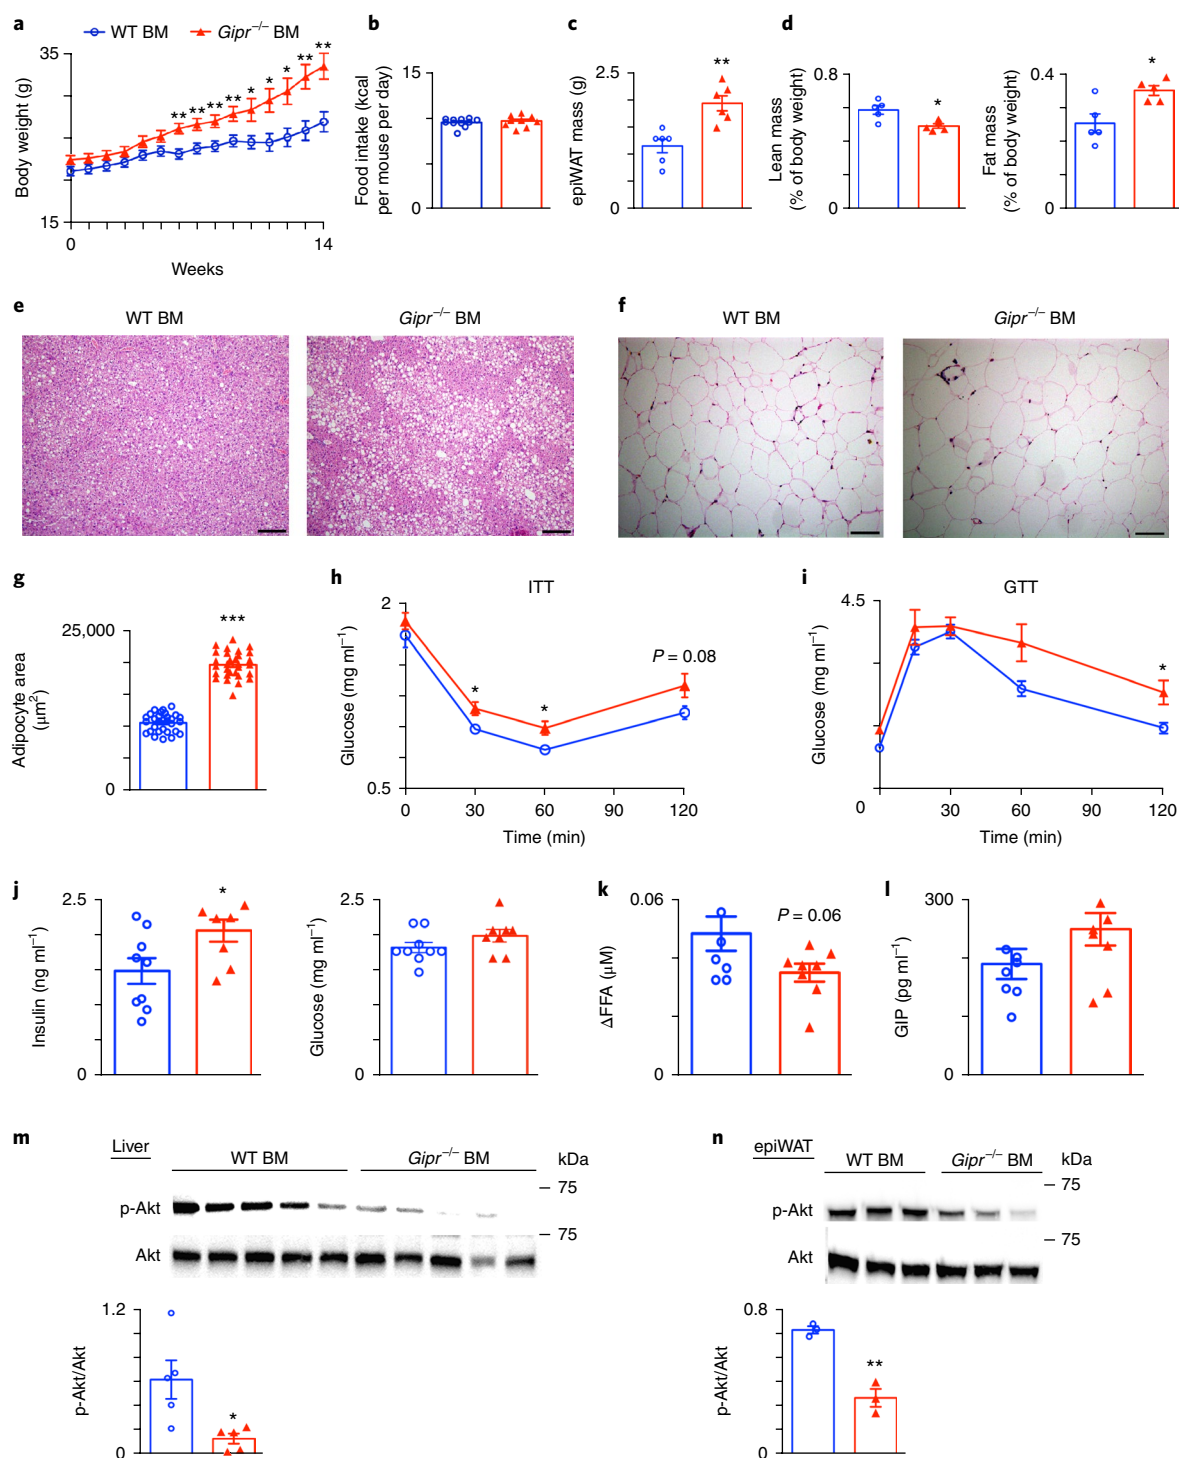 a
WT BM Gipr−/− BM
35
Body weight (g)
15
** ** ** ** * * * ** **
0 14
Weeks
b
15
Food intake (kcal
per mouse per day)
0
c
2.5
epiWAT mass (g)
**
0
d
0.8
Lean mass
(% of body weight)
*
0
0.4
Fat mass
(% of body weight)
*
0
e
WT BM Gipr−/− BM
f
WT BM Gipr−/− BM
g
25,000
Adipocyte area
(μm2)
***
0
h
ITT
2
Glucose (mg ml−1)
* * P = 0.08
0.5
0 30 60 90 120
Time (min)
i
GTT
4.5
Glucose (mg ml−1)
*
0
0 30 60 90 120
Time (min)
j
2.5
Insulin (ng ml−1)
*
0
2.5
Glucose (mg ml−1)
0
k
0.06
ΔFFA (μM)
P = 0.06
0
l
300
GIP (pg ml−1)
0
m
Liver
WT BM Gipr−/− BM kDa
75
p-Akt
75
Akt
1.2
p-Akt/Akt
*
0
n
epiWAT
WT BM Gipr−/− BM kDa
75
p-Akt
75
Akt
0.8
p-Akt/Akt
**
0